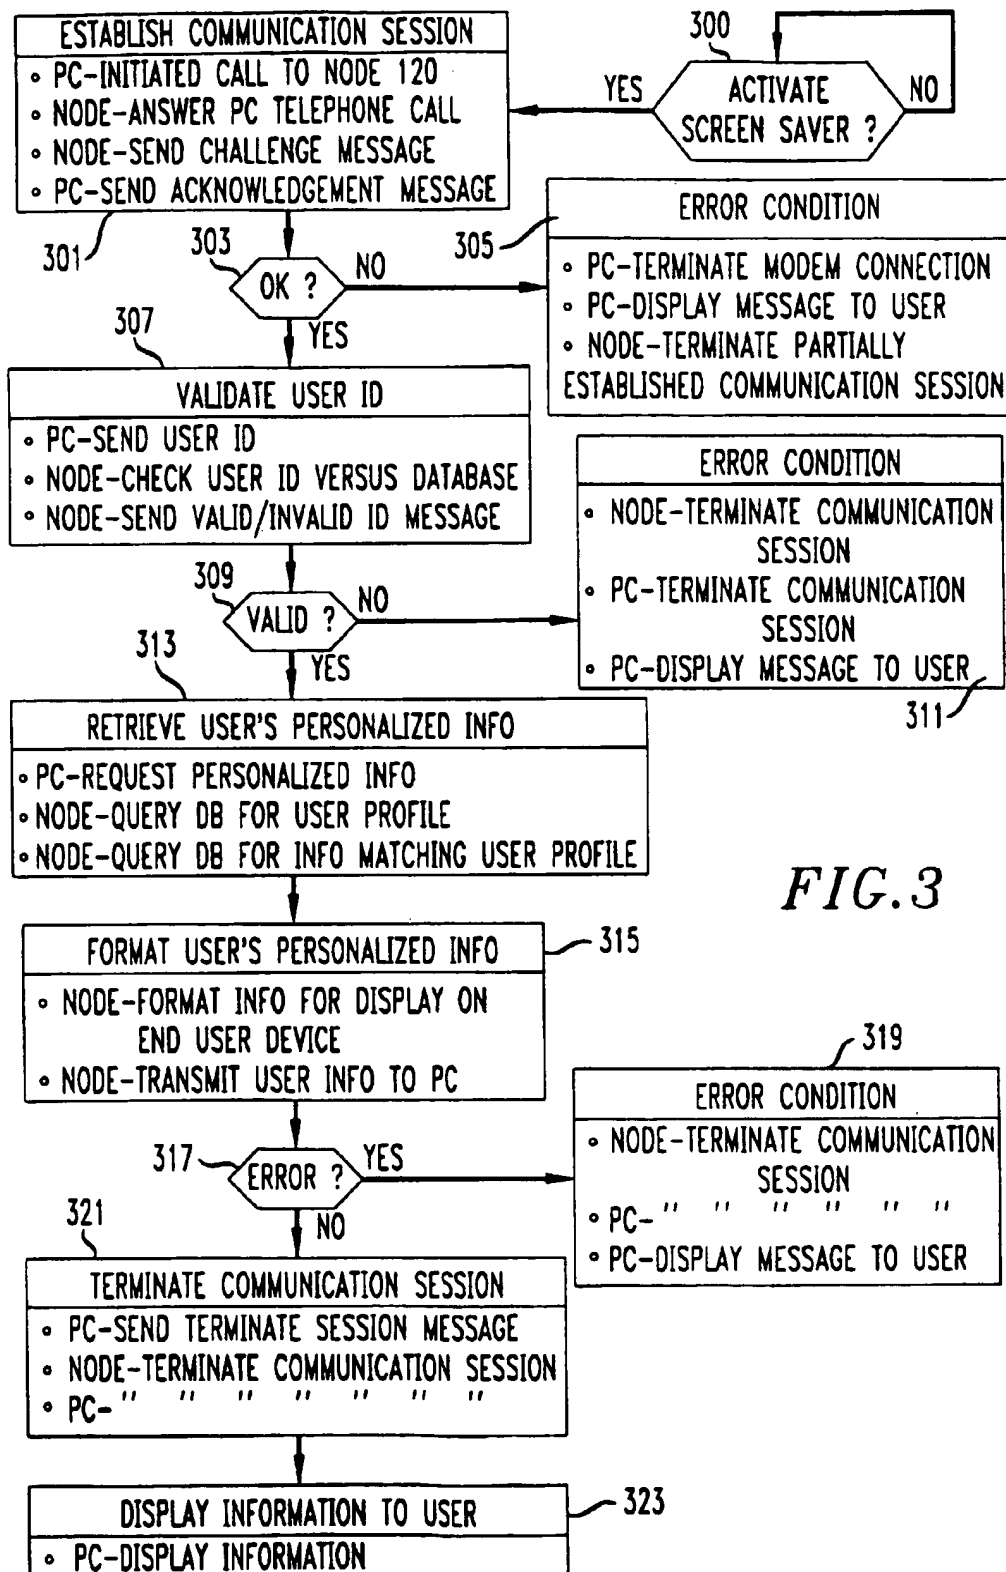 300
ACTIVATE
SCREEN SAVER ?
YES
NO
ESTABLISH COMMUNICATION SESSION
◦ PC-INITIATED CALL TO NODE 120
◦ NODE-ANSWER PC TELEPHONE CALL
◦ NODE-SEND CHALLENGE MESSAGE
◦ PC-SEND ACKNOWLEDGEMENT MESSAGE
301
303
OK ?
NO
YES
305
ERROR CONDITION
◦ PC-TERMINATE MODEM CONNECTION
◦ PC-DISPLAY MESSAGE TO USER
◦ NODE-TERMINATE PARTIALLY
ESTABLISHED COMMUNICATION SESSION
307
VALIDATE USER ID
◦ PC-SEND USER ID
◦ NODE-CHECK USER ID VERSUS DATABASE
◦ NODE-SEND VALID/INVALID ID MESSAGE
309
VALID ?
NO
YES
ERROR CONDITION
◦ NODE-TERMINATE COMMUNICATION
SESSION
◦ PC-TERMINATE COMMUNICATION
SESSION
◦ PC-DISPLAY MESSAGE TO USER
311
313
RETRIEVE USER'S PERSONALIZED INFO
◦ PC-REQUEST PERSONALIZED INFO
◦ NODE-QUERY DB FOR USER PROFILE
◦ NODE-QUERY DB FOR INFO MATCHING USER PROFILE
FIG.3
315
FORMAT USER'S PERSONALIZED INFO
◦ NODE-FORMAT INFO FOR DISPLAY ON
END USER DEVICE
◦ NODE-TRANSMIT USER INFO TO PC
317
ERROR ?
YES
NO
319
ERROR CONDITION
◦ NODE-TERMINATE COMMUNICATION
SESSION
◦ PC- " " " " " "
◦ PC-DISPLAY MESSAGE TO USER
321
TERMINATE COMMUNICATION SESSION
◦ PC-SEND TERMINATE SESSION MESSAGE
◦ NODE-TERMINATE COMMUNICATION SESSION
◦ PC- " " " " " " "
323
DISPLAY INFORMATION TO USER
◦ PC-DISPLAY INFORMATION